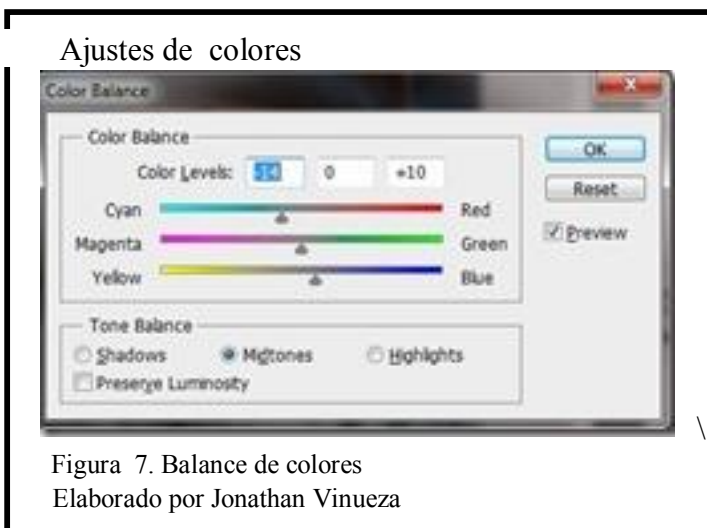 Ajustes de colores
Color Balance
Color Balance
Color Levels: -14 0 +10
Cyan Red
Magenta Green
Yellow Blue
Tone Balance
Shadows Midtones Highlights
Preserve Luminosity
OK
Reset
Preview
\
Figura 7. Balance de colores
Elaborado por Jonathan Vinueza